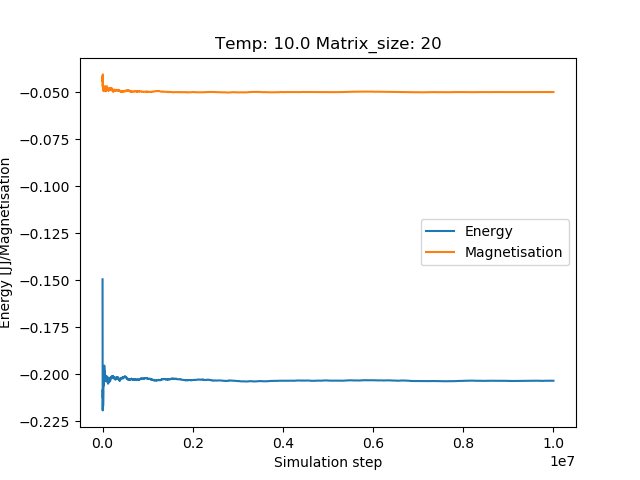 Temp: 10.0 Matrix_size: 20
−0.050
−0.075
−0.100
−0.125
−0.150
−0.175
−0.200
−0.225
Energy [J]/Magnetisation
Energy
Magnetisation
0.0 0.2 0.4 0.6 0.8 1.0
1e7
Simulation step